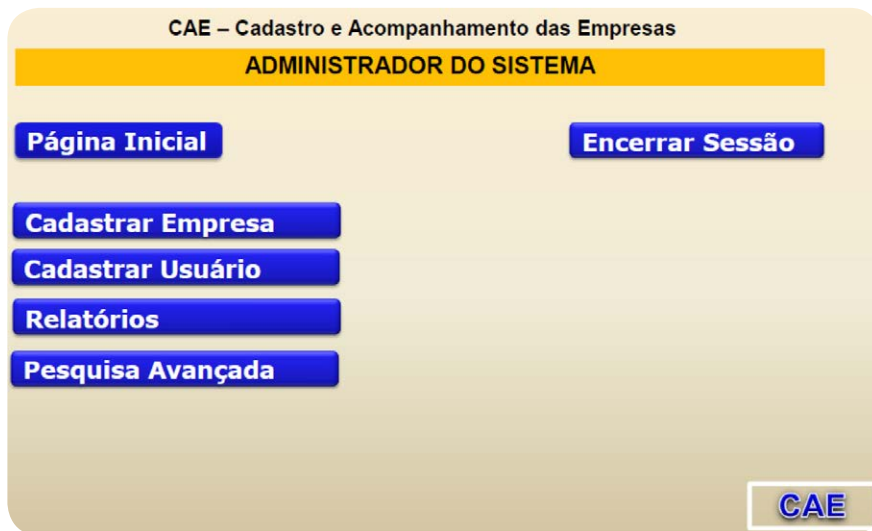 CAE – Cadastro e Acompanhamento das Empresas
ADMINISTRADOR DO SISTEMA
Página Inicial
Encerrar Sessão
Cadastrar Empresa
Cadastrar Usuário
Relatórios
Pesquisa Avançada
CAE